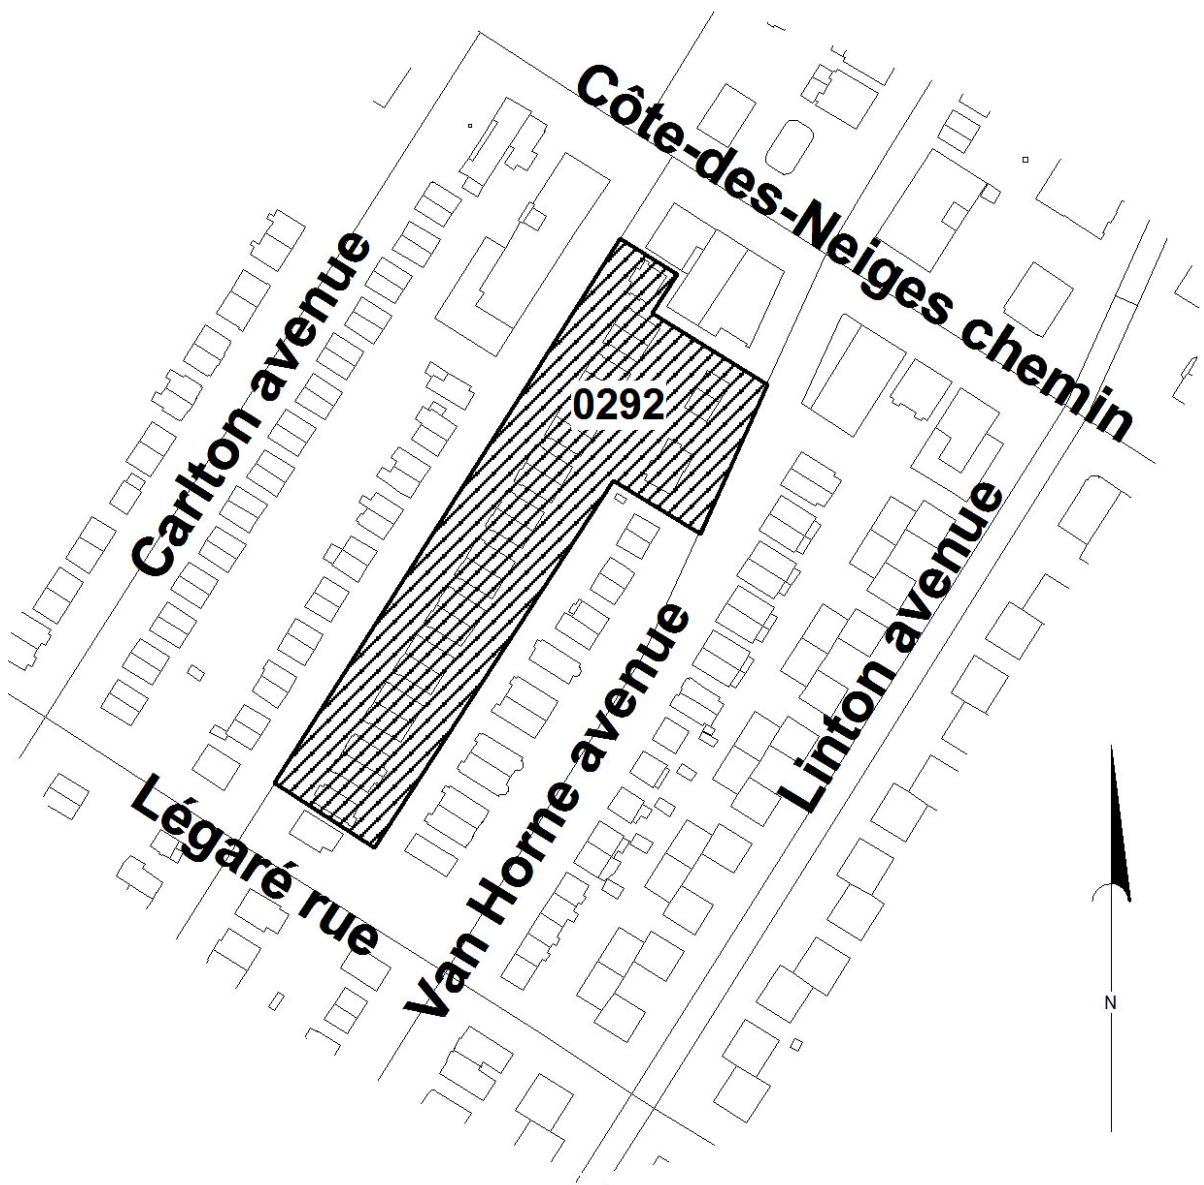 Côte-des-Neiges chemin
Carlton avenue
0292
Linton avenue
Van Horne avenue
Légaré rue
N